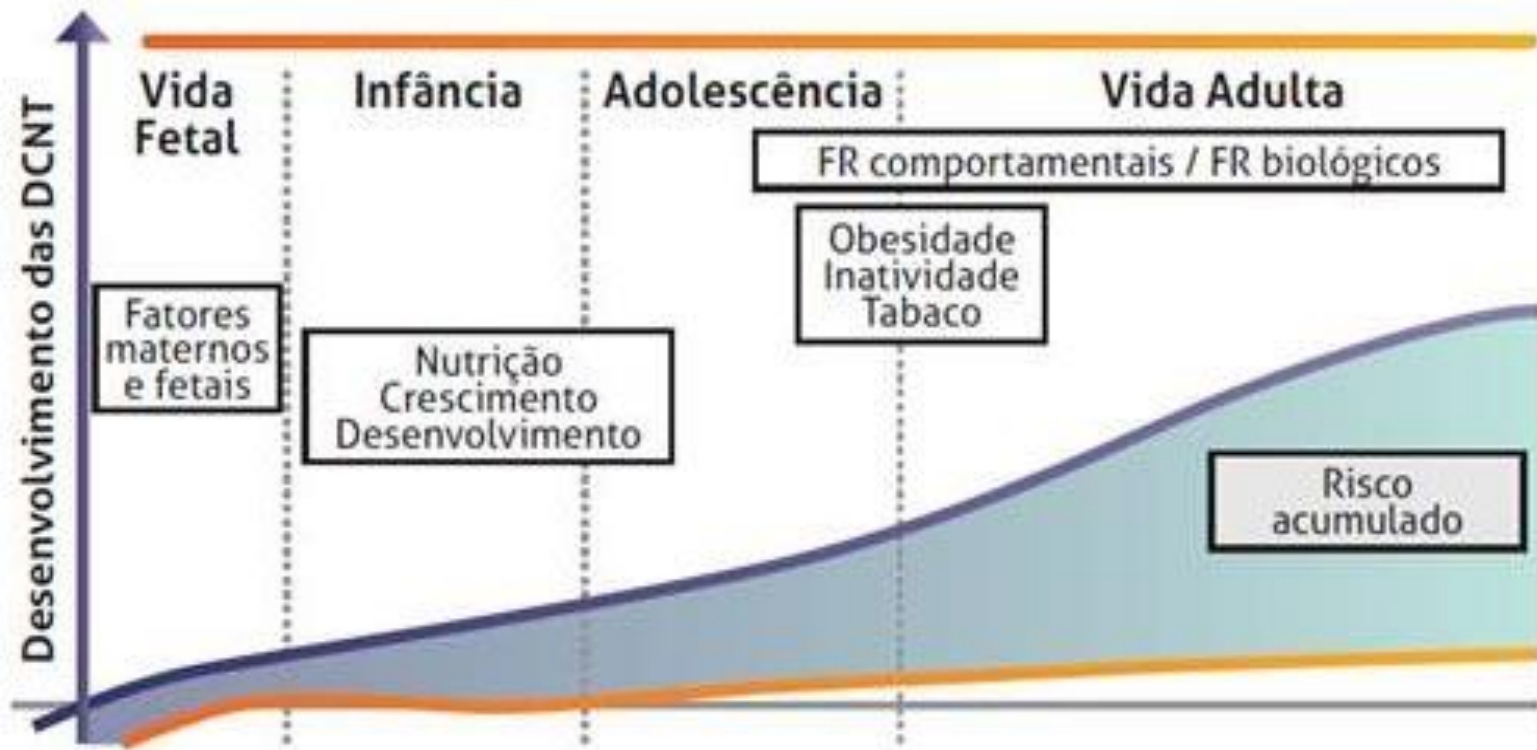 Desenvolvimento das DCNT
Vida
Fetal
Infância
Adolescência
Vida Adulta
FR comportamentais / FR biológicos
Obesidade
Inatividade
Tabaco
Fatores
maternos
e fetais
Nutrição
Crescimento
Desenvolvimento
Risco
acumulado